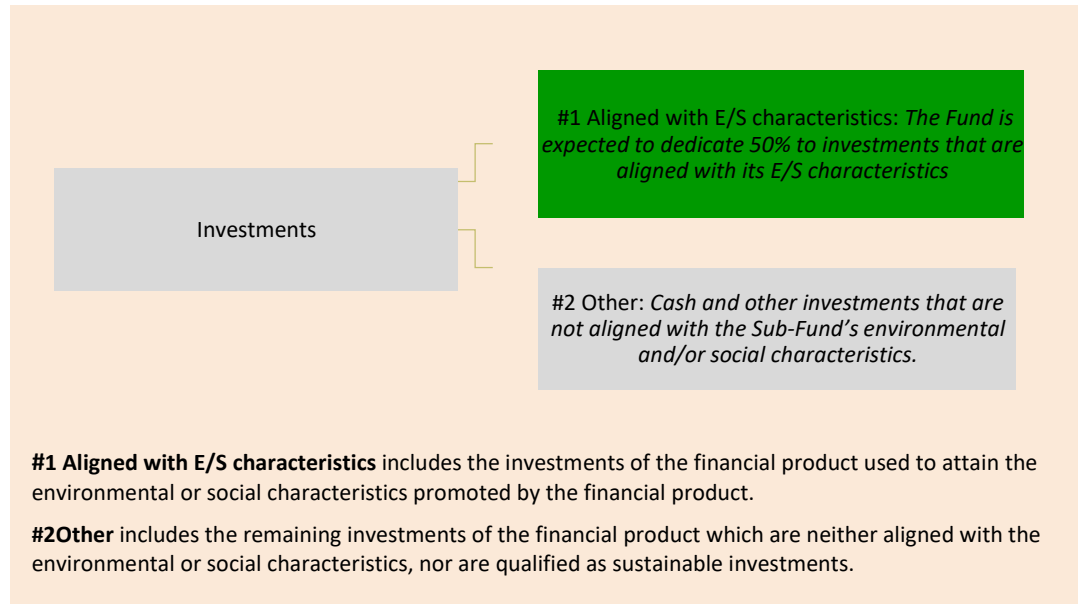 #1 Aligned with E/S characteristics: The Fund is
expected to dedicate 50% to investments that are
aligned with its E/S characteristics
Investments
#2 Other: Cash and other investments that are
not aligned with the Sub-Fund’s environmental
and/or social characteristics.
#1 Aligned with E/S characteristics includes the investments of the financial product used to attain the
environmental or social characteristics promoted by the financial product.
#2Other includes the remaining investments of the financial product which are neither aligned with the
environmental or social characteristics, nor are qualified as sustainable investments.